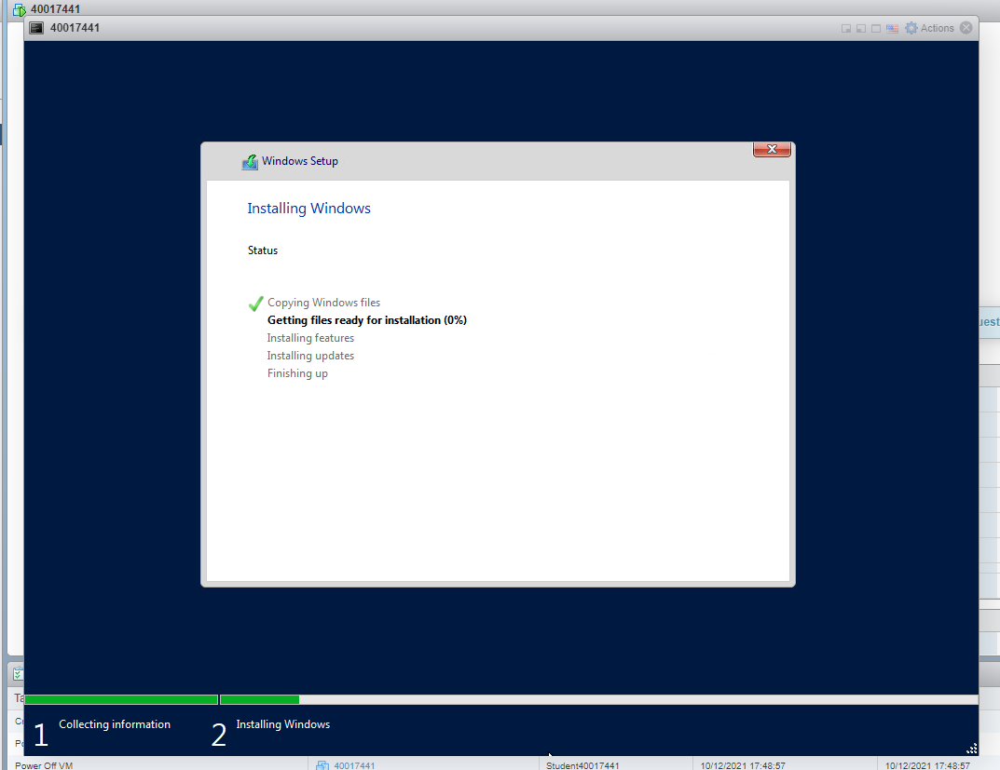 40017441
40017441
Actions
Windows Setup
Installing Windows
Status
Copying Windows files
Getting files ready for installation (0%)
Installing features
Installing updates
Finishing up
uest
Ta
1 Collecting information
2 Installing Windows
Power Off VM 40017441 Student40017441 10/12/2021 17:48:57 10/12/2021 17:48:57